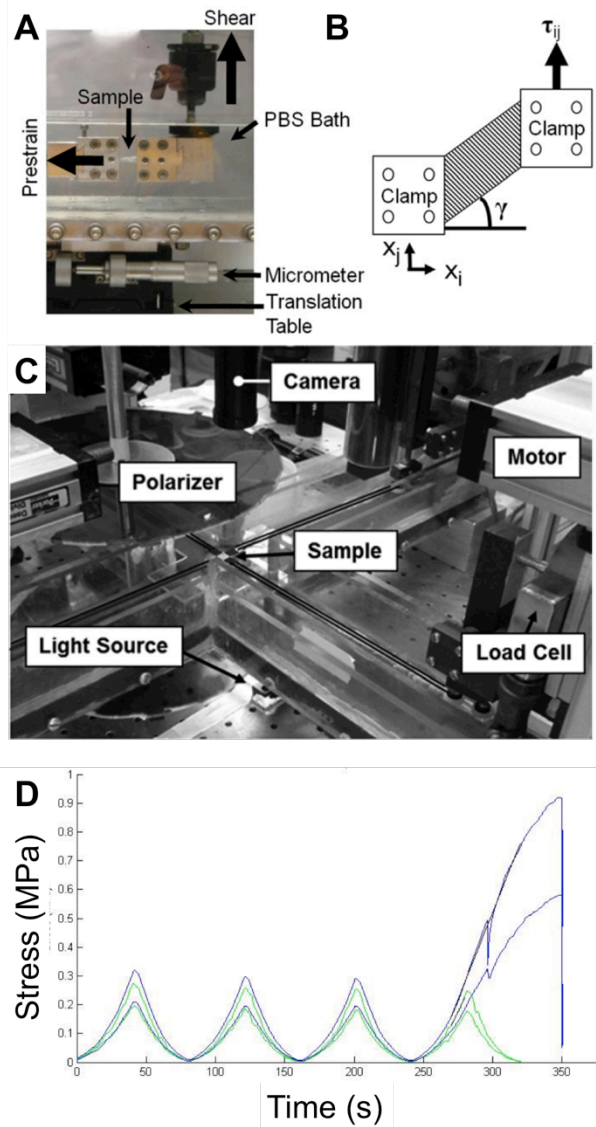 A
Shear
Sample
PBS Bath
Prestrain
Micrometer
Translation
Table
B
τij
Clamp
Clamp
γ
Xj
Xi
C
Camera
Polarizer
Motor
Sample
Light Source
Load Cell
D
Stress (MPa)
1
0.9
0.8
0.7
0.6
0.5
0.4
0.3
0.2
0.1
0
0
50
100
150
200
250
300
350
Time (s)